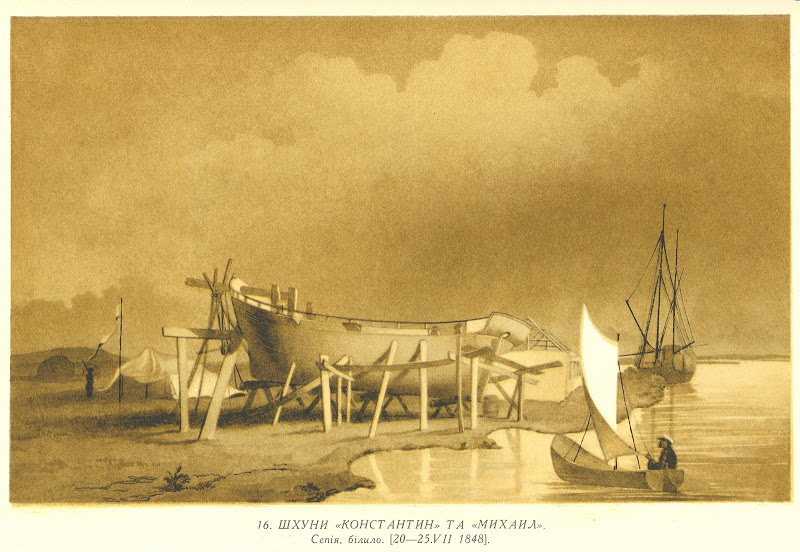 16. ШХУНИ «КОНСТАНТИН» ТА «МИХАИЛ».
Сепія, білило. [20—25.VII 1848].